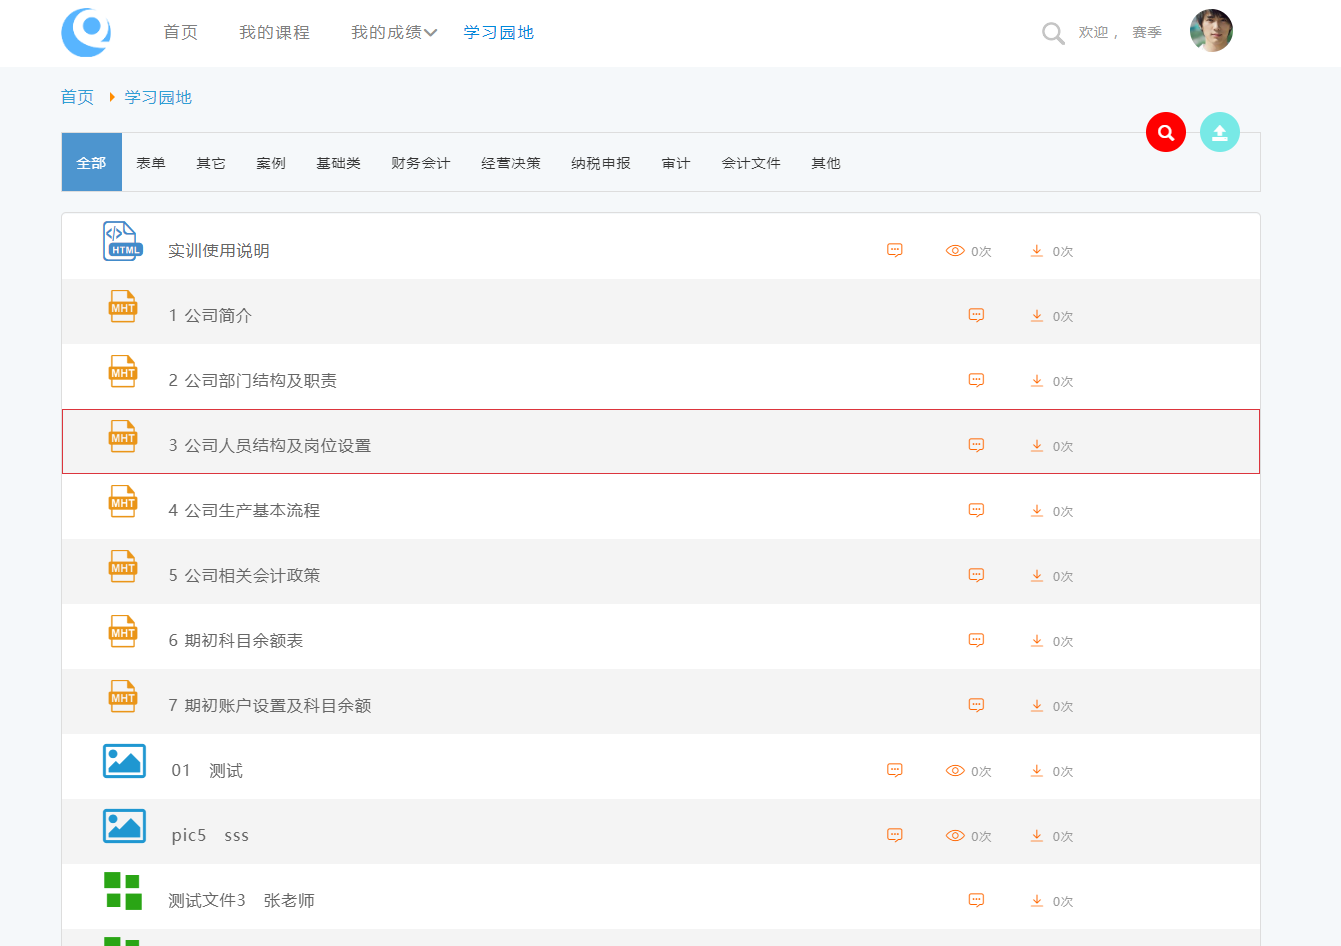 首页 我的课程 我的成绩 学习园地 欢迎， 赛季
首页 学习园地
全部 表单 其它 案例 基础类 财务会计 经营决策 纳税申报 审计 会计文件 其他
HTML 实训使用说明 0次 0次
MHT 1 公司简介 0次
MHT 2 公司部门结构及职责 0次
MHT 3 公司人员结构及岗位设置 0次
MHT 4 公司生产基本流程 0次
MHT 5 公司相关会计政策 0次
MHT 6 期初科目余额表 0次
MHT 7 期初账户设置及科目余额 0次
01 测试 0次 0次
pic5 sss 0次 0次
测试文件3 张老师 0次